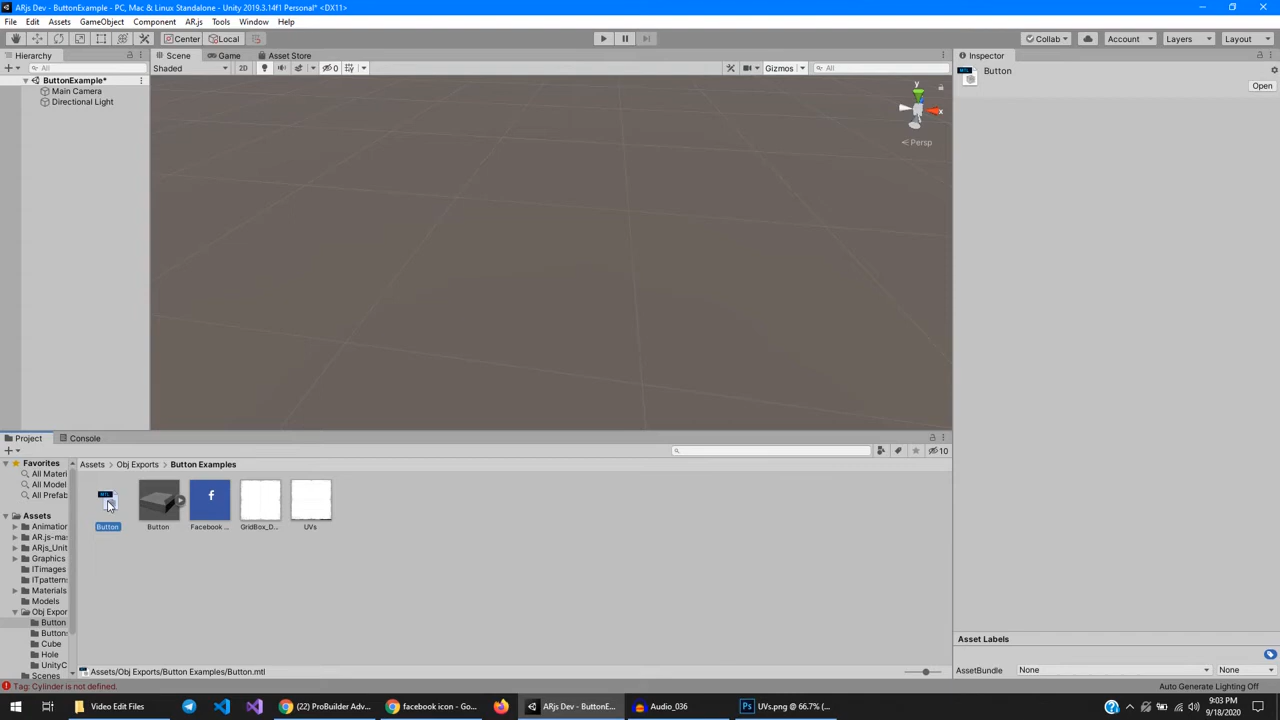 ARjs Dev - ButtonExample - PC, Mac & Linux Standalone - Unity 2019.3.14f1 Personal* <DX11>
File Edit Assets GameObject Component AR.js Tools Window Help
Center Local Collab Account Layers Layout
Hierarchy Scene Game Asset Store Inspector
All Shaded 2D 0 Gizmos All Button
ButtonExample* Open
Main Camera
Directional Light
y
x
Persp
Project Console
10
Favorites Assets > Obj Exports > Button Examples
All Materi
All Model
All Prefab
Assets
Animation
AR.js-mas
ARjs_Unit
Graphics
ITimages
ITpattern
Materials
Models
Obj Expor
Button
Button
Cube
Hole
UnityC
Scenes
MTL
Button Button Facebook ... GridBox_D... UVs
Assets/Obj Exports/Button Examples/Button.mtl
Asset Labels
AssetBundle None None
Tag: Cylinder is not defined. Auto Generate Lighting Off
Video Edit Files (22) ProBuilder Adv... facebook icon - Go... ARjs Dev - ButtonE... Audio_036 UVs.png @ 66.7% (...
9:03 PM
9/18/2020